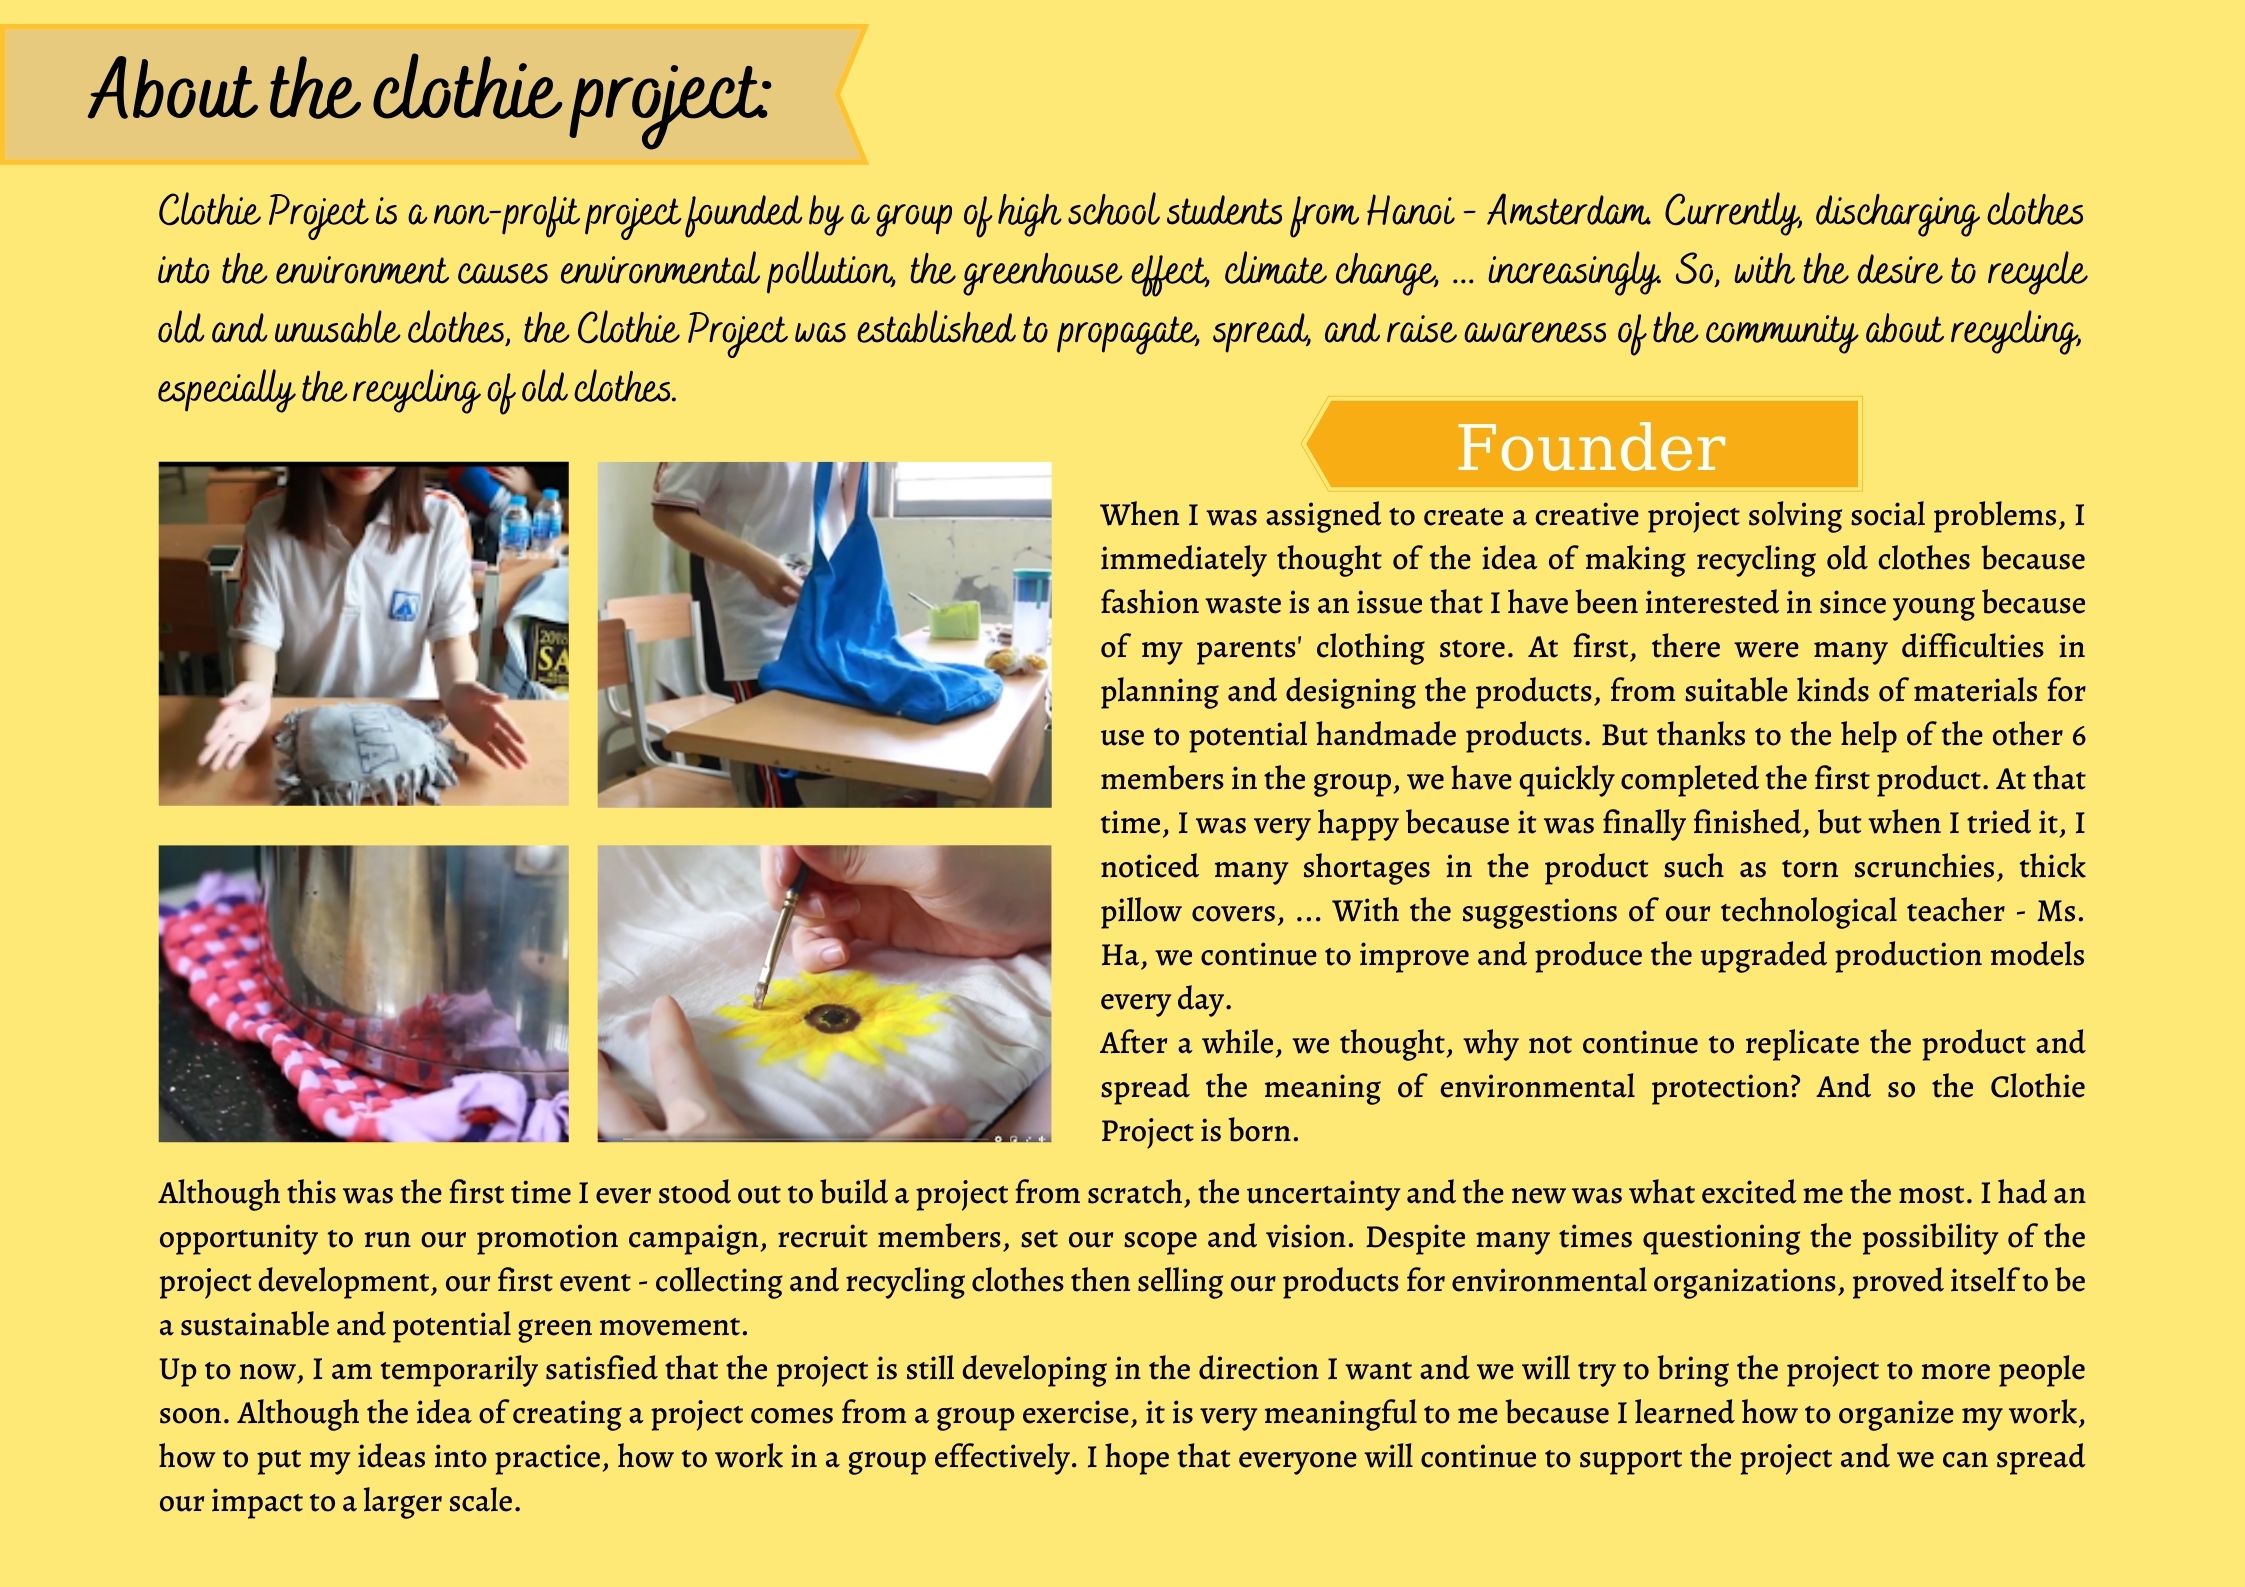 About the clothie project:
Clothie Project is a non-profit project founded by a group of high school students from Hanoi - Amsterdam. Currently, discharging clothes
into the environment causes environmental pollution, the greenhouse effect, climate change, ... increasingly. So, with the desire to recycle
old and unusable clothes, the Clothie Project was established to propagate, spread, and raise awareness of the community about recycling,
especially the recycling of old clothes.
Founder
When I was assigned to create a creative project solving social problems, I
immediately thought of the idea of making recycling old clothes because
fashion waste is an issue that I have been interested in since young because
of my parents' clothing store. At first, there were many difficulties in
planning and designing the products, from suitable kinds of materials for
use to potential handmade products. But thanks to the help of the other 6
members in the group, we have quickly completed the first product. At that
time, I was very happy because it was finally finished, but when I tried it, I
noticed many shortages in the product such as torn scrunchies, thick
pillow covers, ... With the suggestions of our technological teacher - Ms.
Ha, we continue to improve and produce the upgraded production models
every day.
After a while, we thought, why not continue to replicate the product and
spread the meaning of environmental protection? And so the Clothie
Project is born.
Although this was the first time I ever stood out to build a project from scratch, the uncertainty and the new was what excited me the most. I had an
opportunity to run our promotion campaign, recruit members, set our scope and vision. Despite many times questioning the possibility of the
project development, our first event - collecting and recycling clothes then selling our products for environmental organizations, proved itself to be
a sustainable and potential green movement.
Up to now, I am temporarily satisfied that the project is still developing in the direction I want and we will try to bring the project to more people
soon. Although the idea of creating a project comes from a group exercise, it is very meaningful to me because I learned how to organize my work,
how to put my ideas into practice, how to work in a group effectively. I hope that everyone will continue to support the project and we can spread
our impact to a larger scale.